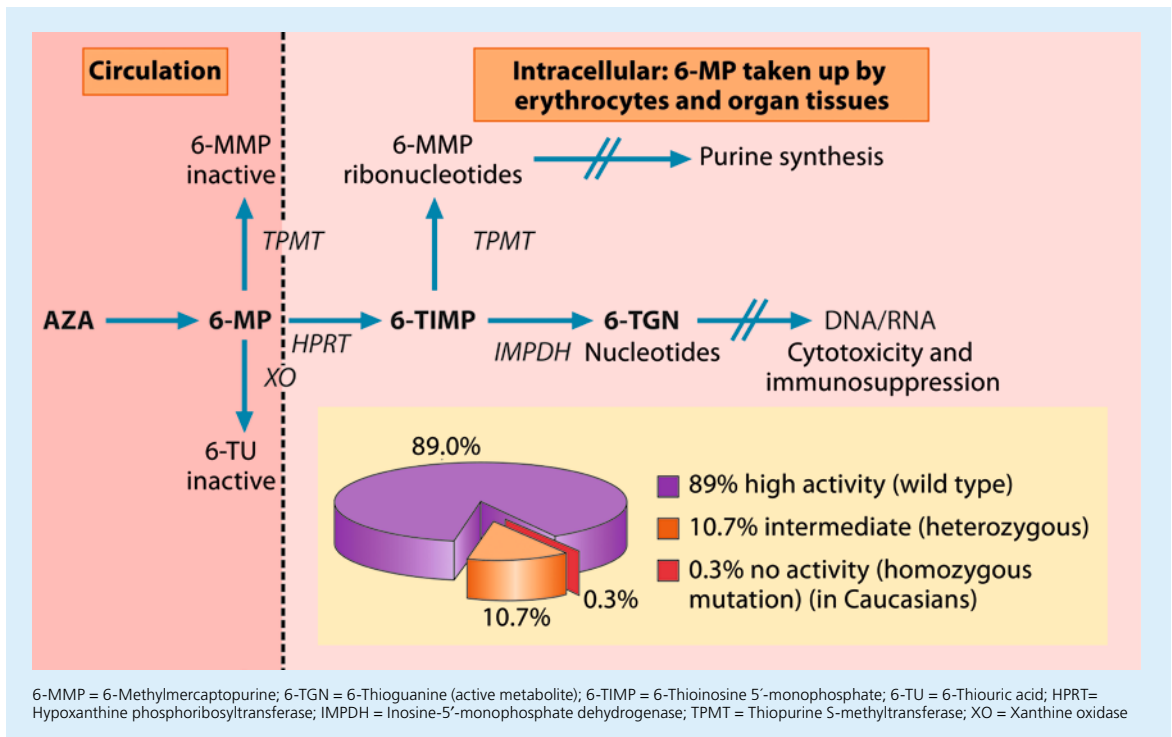 Circulation
Intracellular: 6-MP taken up by
erythrocytes and organ tissues
6-MMP
inactive
6-MMP
ribonucleotides
Purine synthesis
TPMT
TPMT
AZA
6-MP
6-TIMP
6-TGN
DNA/RNA
HPRT
IMPDH
Nucleotides
Cytotoxicity and
immunosuppression
XO
6-TU
inactive
89.0%
10.7%
0.3%
89% high activity (wild type)
10.7% intermediate (heterozygous)
0.3% no activity (homozygous
mutation) (in Caucasians)
6-MMP = 6-Methylmercaptopurine; 6-TGN = 6-Thioguanine (active metabolite); 6-TIMP = 6-Thioinosine 5´-monophosphate; 6-TU = 6-Thiouric acid; HPRT=
Hypoxanthine phosphoribosyltransferase; IMPDH = Inosine-5′-monophosphate dehydrogenase; TPMT = Thiopurine S-methyltransferase; XO = Xanthine oxidase